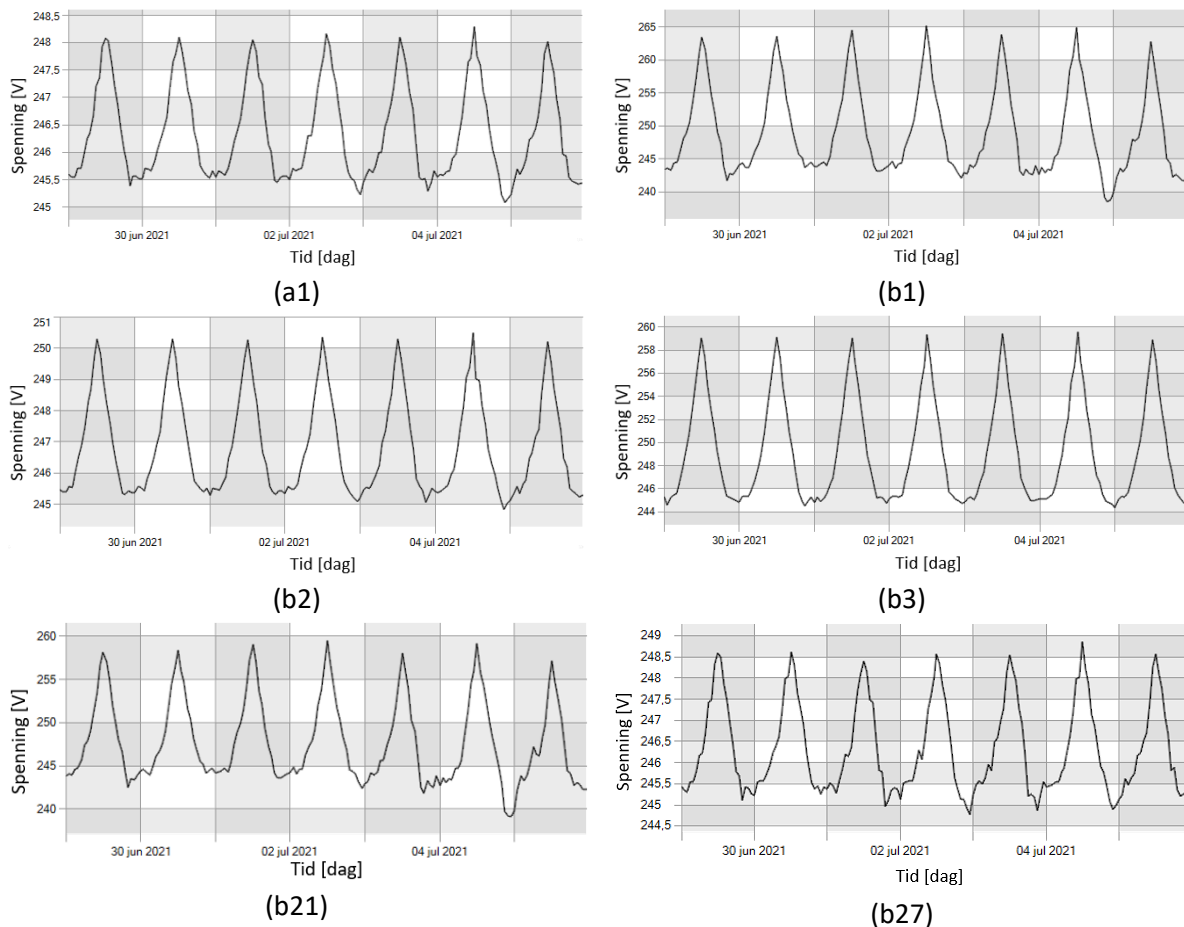 248,5
248
247,5
247
246,5
246
245,5
245
Spenning [V]
30 jun 2021 02 jul 2021 04 jul 2021
Tid [dag]
(a1)
265
260
255
250
245
240
Spenning [V]
30 jun 2021 02 jul 2021 04 jul 2021
Tid [dag]
(b1)
251
250
249
248
247
246
245
Spenning [V]
30 jun 2021 02 jul 2021 04 jul 2021
Tid [dag]
(b2)
260
258
256
254
252
250
248
246
244
Spenning [V]
30 jun 2021 02 jul 2021 04 jul 2021
Tid [dag]
(b3)
260
255
250
245
240
Spenning [V]
30 jun 2021 02 jul 2021 04 jul 2021
Tid [dag]
(b21)
249
248,5
248
247,5
247
246,5
246
245,5
245
244,5
Spenning [V]
30 jun 2021 02 jul 2021 04 jul 2021
Tid [dag]
(b27)